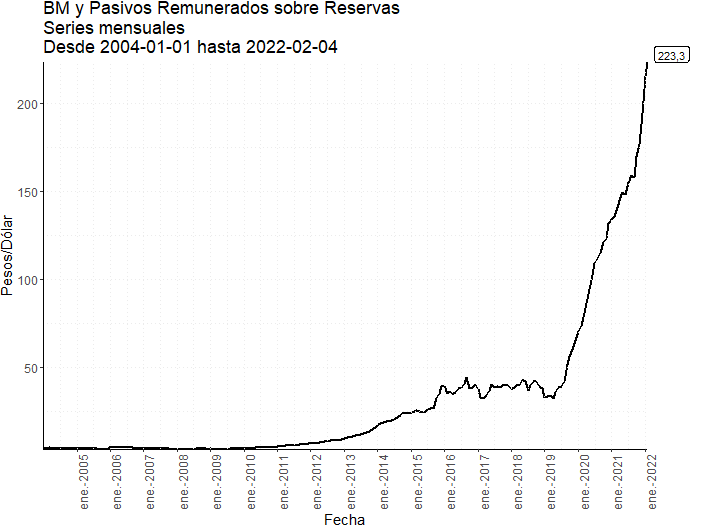 BM y Pasivos Remunerados sobre Reservas
Series mensuales
Desde 2004-01-01 hasta 2022-02-04
223,3
200
150
100
50
Pesos/Dólar
ene.-2005
ene.-2006
ene.-2007
ene.-2008
ene.-2009
ene.-2010
ene.-2011
ene.-2012
ene.-2013
ene.-2014
ene.-2015
ene.-2016
ene.-2017
ene.-2018
ene.-2019
ene.-2020
ene.-2021
ene.-2022
Fecha